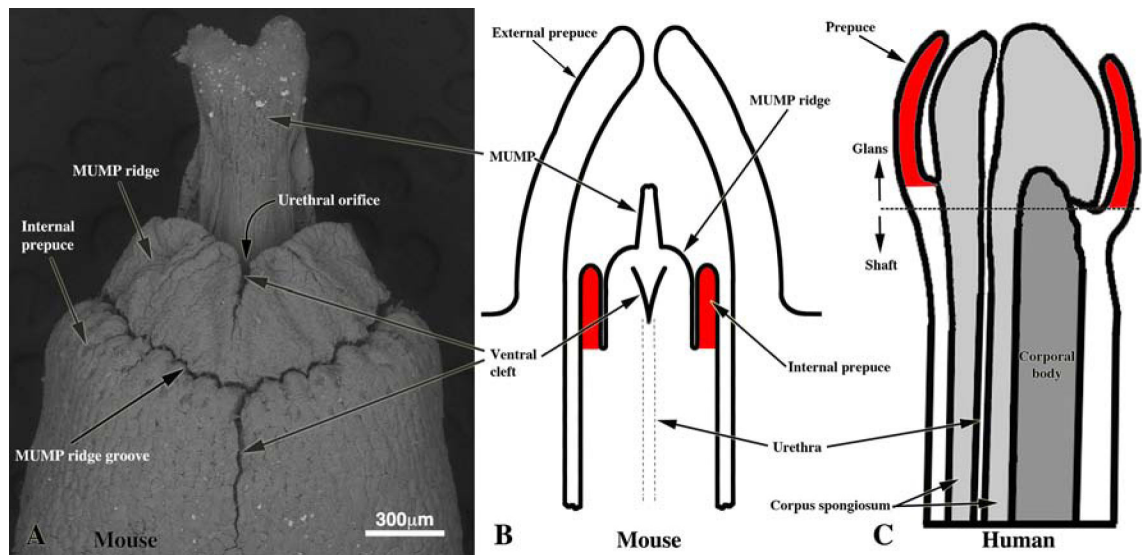 MUMP ridge
Urethral orifice
Internal
prepuce
MUMP ridge groove
A
Mouse
300µm
External prepuce
MUMP ridge
MUMP
Ventral
cleft
Internal prepuce
Urethra
Corpus spongiosum
B
Mouse
Prepuce
Glans
Shaft
Corporal
body
C
Human